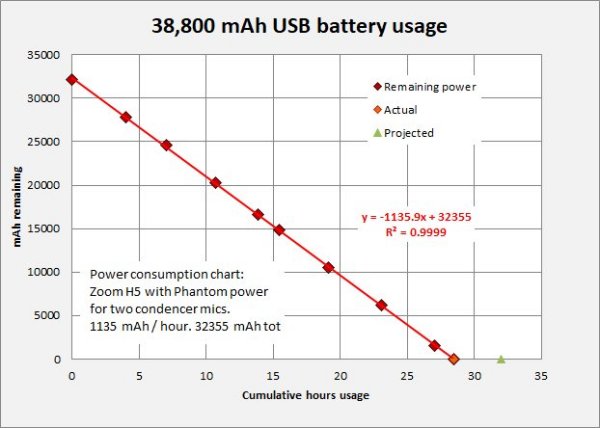 38,800 mAh USB battery usage
35000
30000
25000
20000
15000
10000
5000
0
mAh remaining
Remaining power
Actual
Projected
y = -1135.9x + 32355
R² = 0.9999
Power consumption chart:
Zoom H5 with Phantom power
for two condencer mics.
1135 mAh / hour. 32355 mAh tot
0 5 10 15 20 25 30 35
Cumulative hours usage